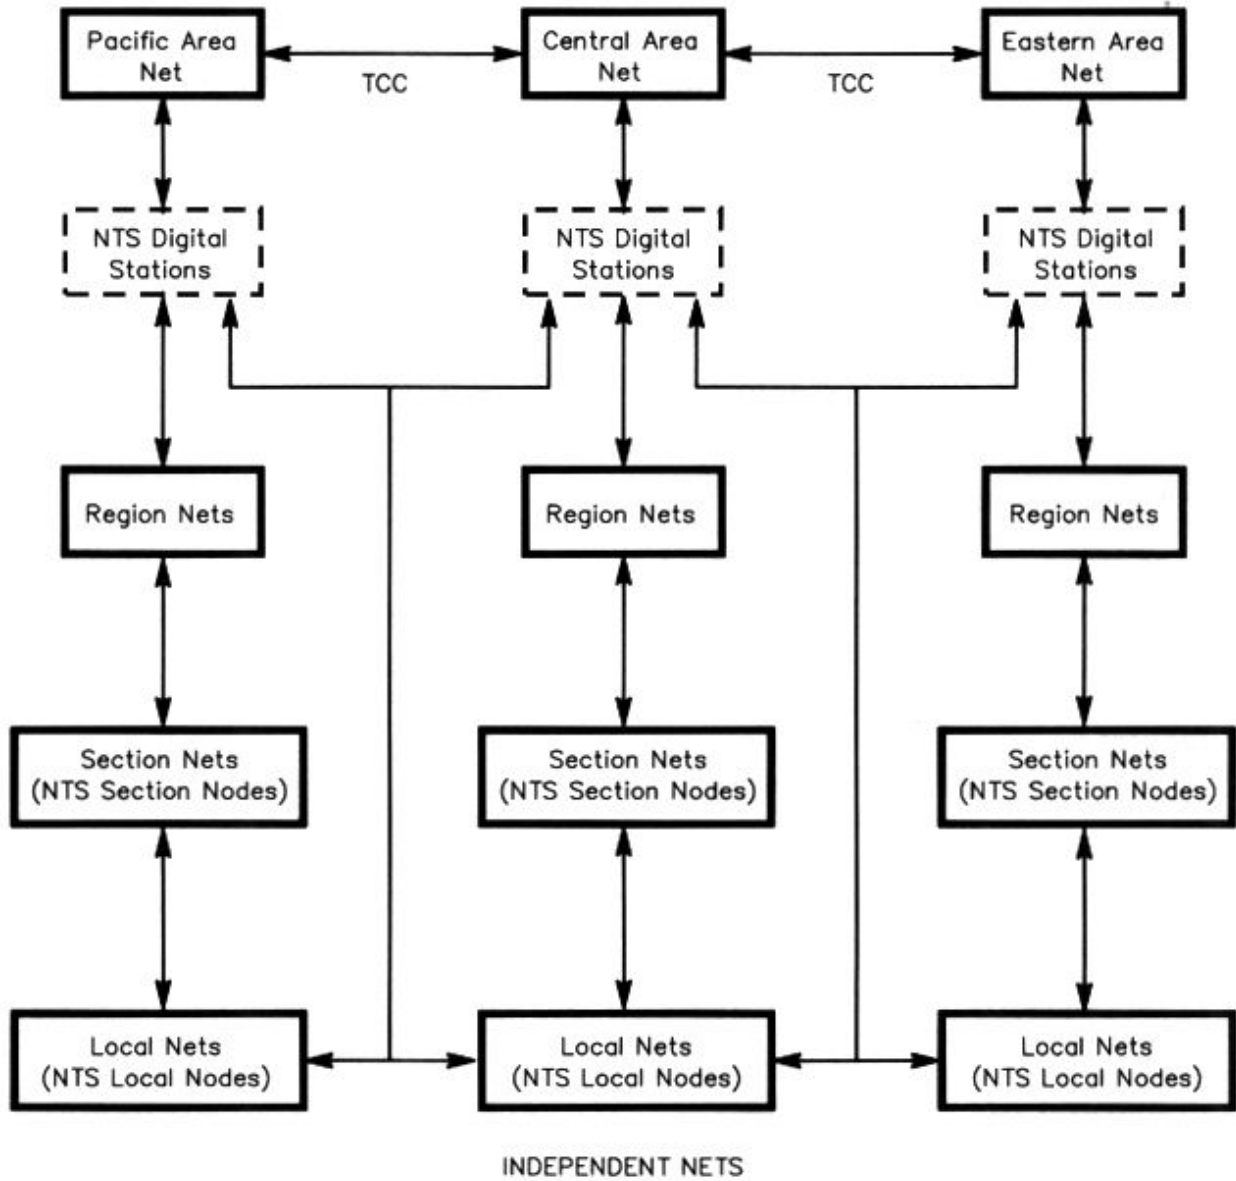 Pacific Area
Net
Central Area
Net
Eastern Area
Net
TCC
TCC
NTS Digital
Stations
NTS Digital
Stations
NTS Digital
Stations
Region Nets
Region Nets
Region Nets
Section Nets
(NTS Section Nodes)
Section Nets
(NTS Section Nodes)
Section Nets
(NTS Section Nodes)
Local Nets
(NTS Local Nodes)
Local Nets
(NTS Local Nodes)
Local Nets
(NTS Local Nodes)
INDEPENDENT NETS